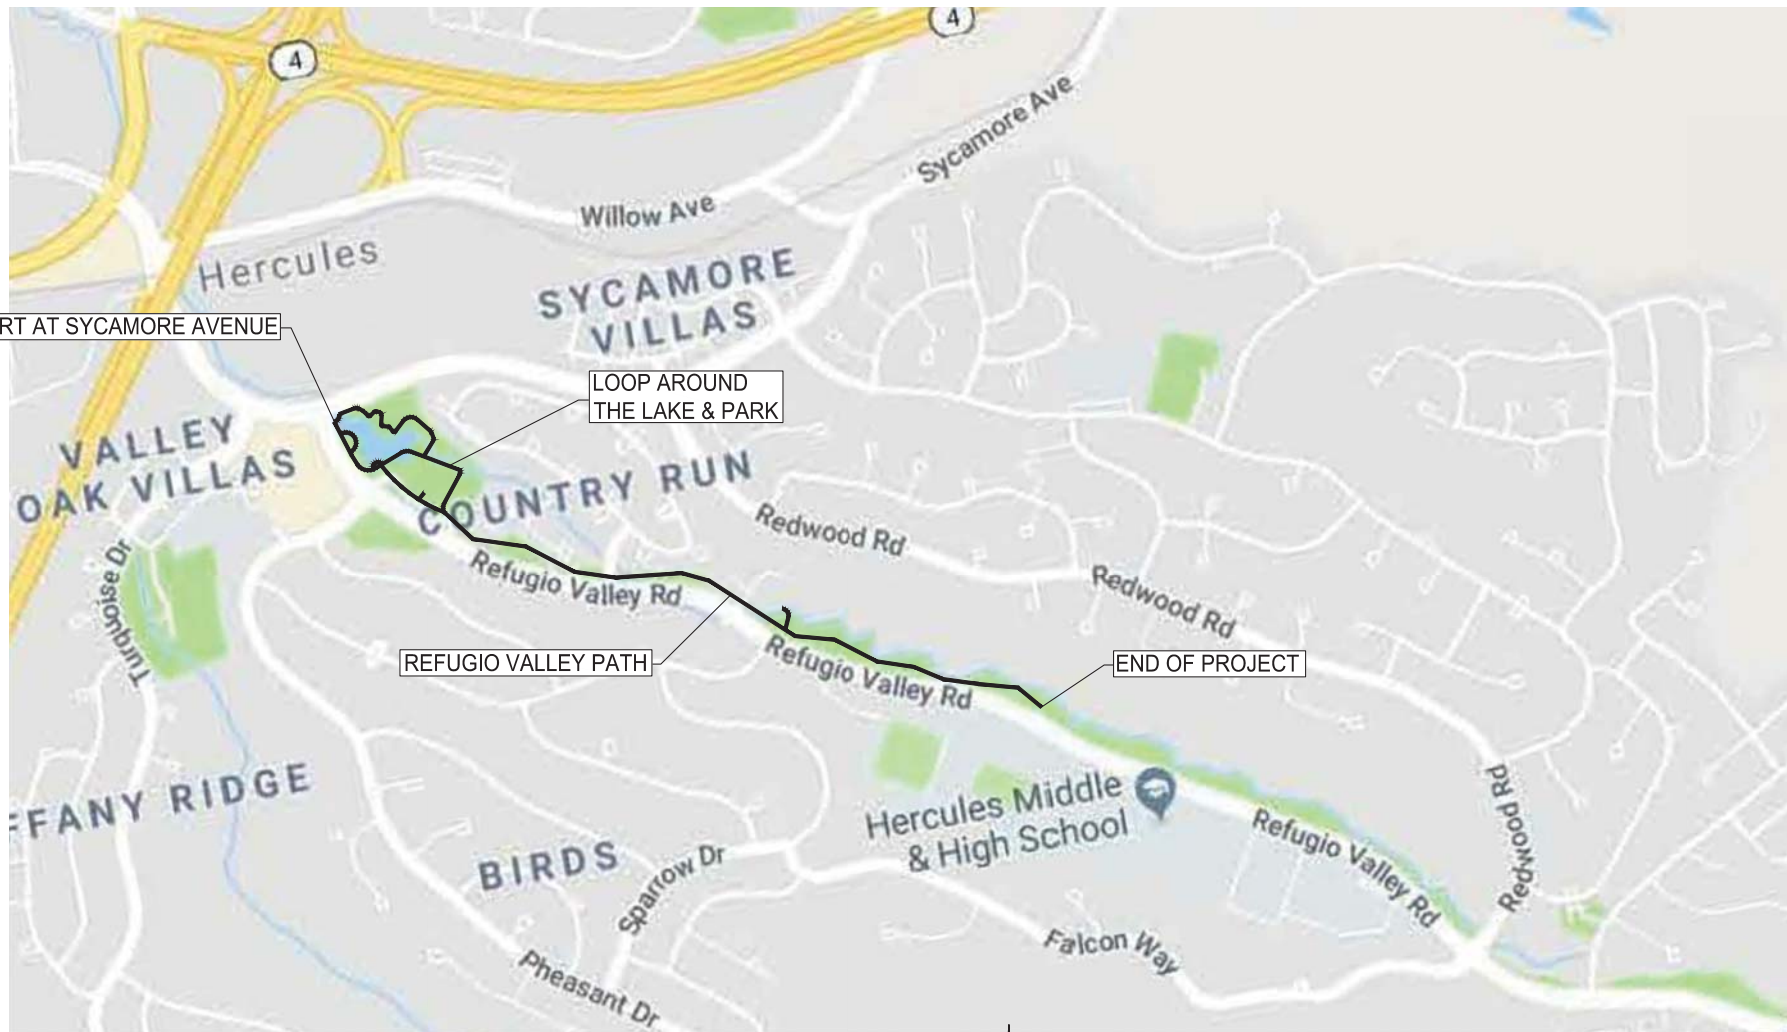 4
4
Sycamore Ave
Willow Ave
Hercules
SYCAMORE
VILLAS
RT AT SYCAMORE AVENUE
LOOP AROUND
THE LAKE & PARK
VALLEY
OAK VILLAS
COUNTRY RUN
Redwood Rd
Turquoise Dr
Refugio Valley Rd
Redwood Rd
REFUGIO VALLEY PATH
Refugio Valley Rd
END OF PROJECT
FFANY RIDGE
Hercules Middle
& High School
Redwood Rd
Refugio Valley Rd
BIRDS
Sparrow Dr
Falcon Way
Pheasant Dr